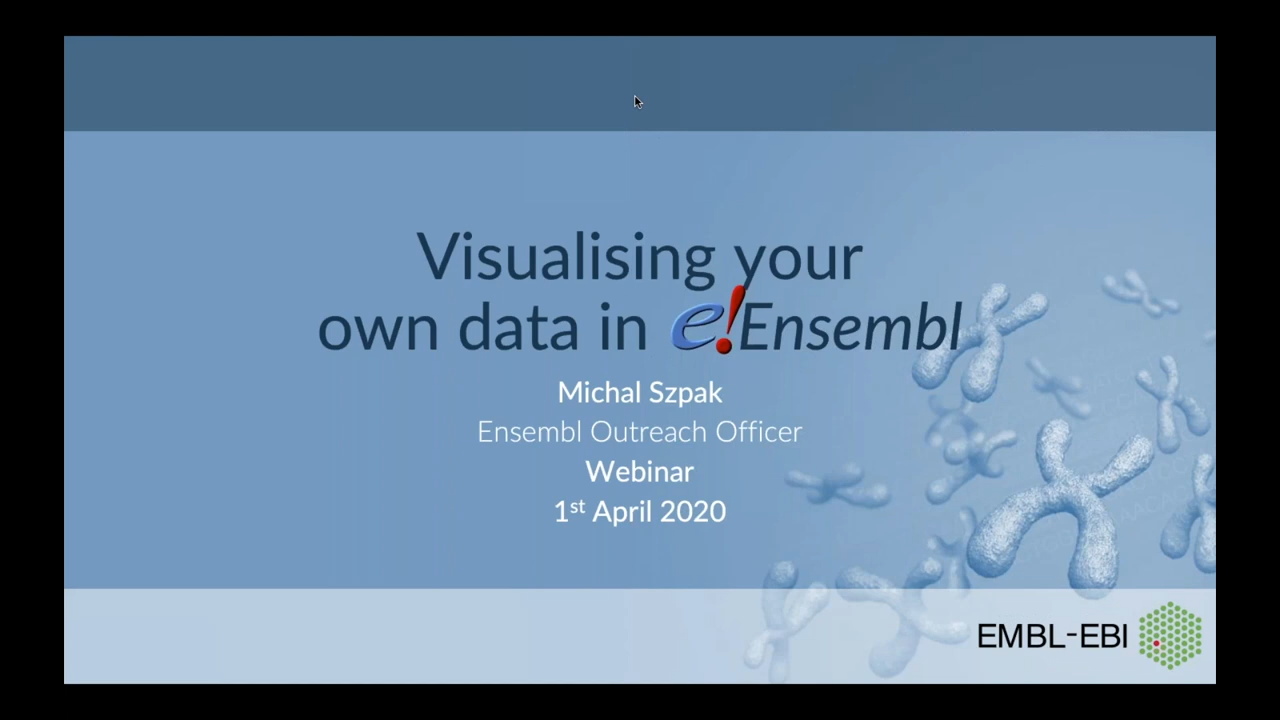 Visualising your
own data in e!Ensembl
Michal Szpak
Ensembl Outreach Officer
Webinar
1st April 2020
EMBL-EBI